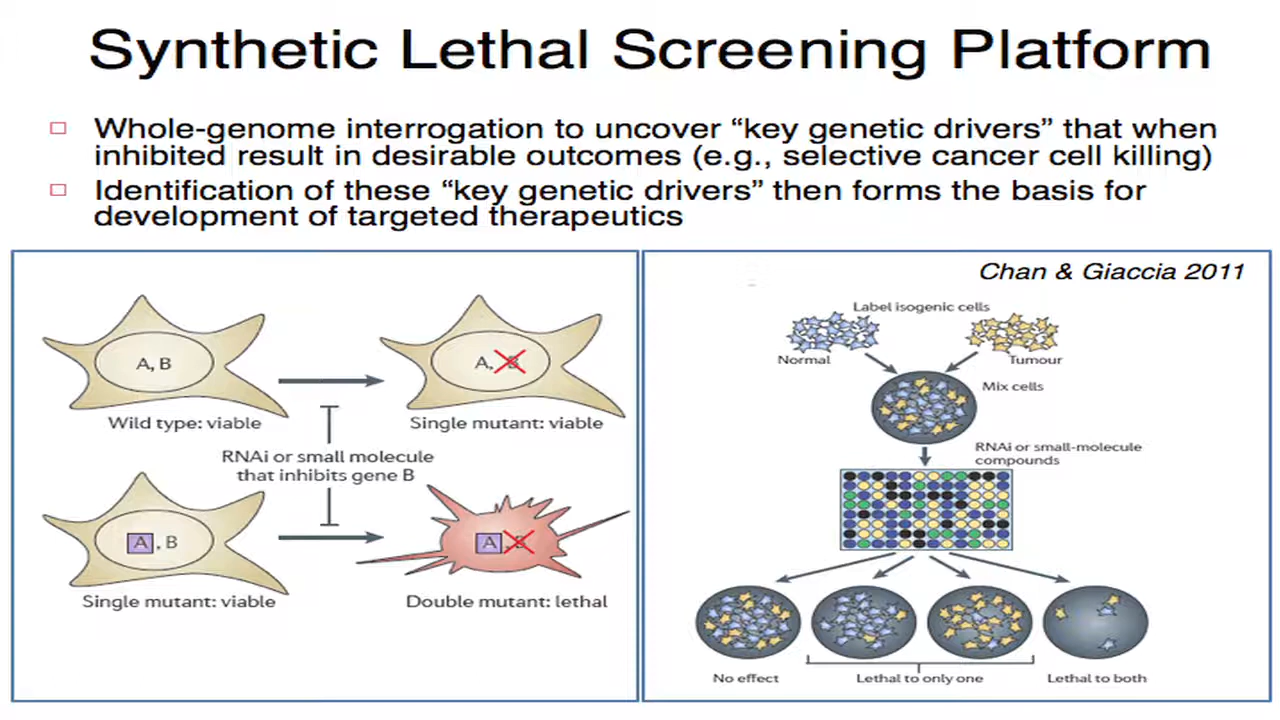 Synthetic Lethal Screening Platform
Whole-genome interrogation to uncover “key genetic drivers” that when
inhibited result in desirable outcomes (e.g., selective cancer cell killing)
Identification of these “key genetic drivers” then forms the basis for
development of targeted therapeutics
A, B
Wild type: viable
A, B
Single mutant: viable
RNAi or small molecule
that inhibits gene B
A , B
Single mutant: viable
A , B
Double mutant: lethal
Chan & Giaccia 2011
Label isogenic cells
Normal
Tumour
Mix cells
RNAi or small-molecule
compounds
No effect
Lethal to only one
Lethal to both